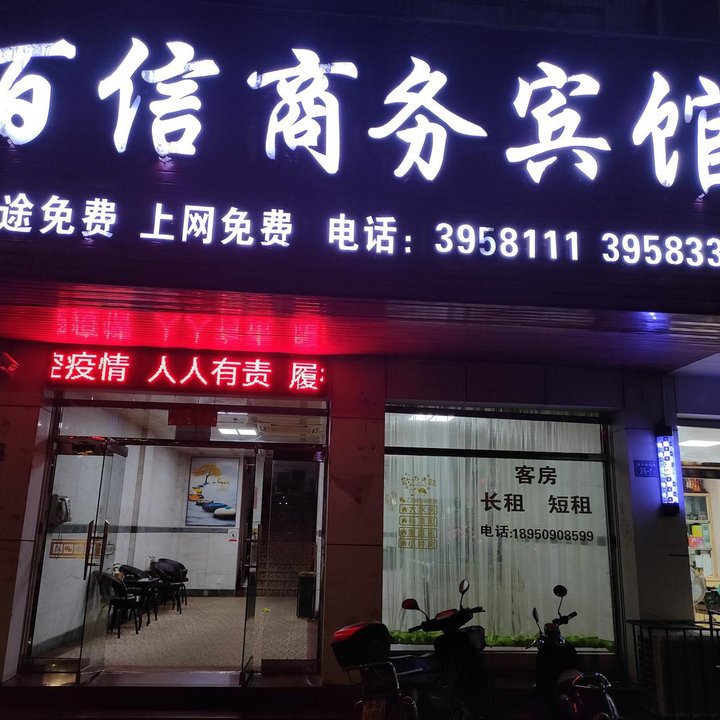 百信商务宾馆
途免费 上网免费 电话：3958111 395833
控疫情 人人有责 履
客房
长租 短租
电话:18950908599